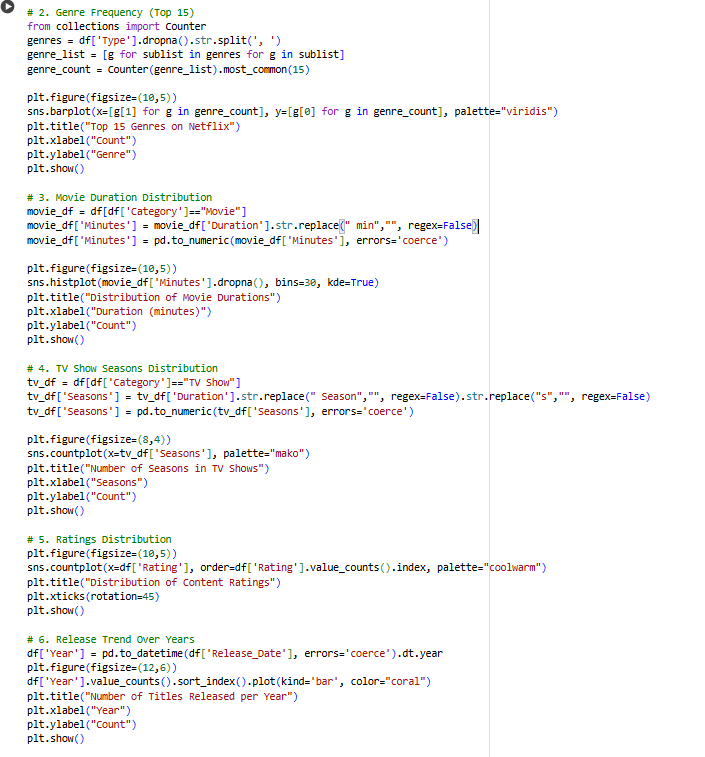 # 2. Genre Frequency (Top 15)
from collections import Counter
genres = df['Type'].dropna().str.split(', ')
genre_list = [g for sublist in genres for g in sublist]
genre_count = Counter(genre_list).most_common(15)
plt.figure(figsize=(10,5))
sns.barplot(x=[g[1] for g in genre_count], y=[g[0] for g in genre_count], palette="viridis")
plt.title("Top 15 Genres on Netflix")
plt.xlabel("Count")
plt.ylabel("Genre")
plt.show()
# 3. Movie Duration Distribution
movie_df = df[df['Category']=="Movie"]
movie_df['Minutes'] = movie_df['Duration'].str.replace(" min","", regex=False)
movie_df['Minutes'] = pd.to_numeric(movie_df['Minutes'], errors='coerce')
plt.figure(figsize=(10,5))
sns.histplot(movie_df['Minutes'].dropna(), bins=30, kde=True)
plt.title("Distribution of Movie Durations")
plt.xlabel("Duration (minutes)")
plt.ylabel("Count")
plt.show()
# 4. TV Show Seasons Distribution
tv_df = df[df['Category']=="TV Show"]
tv_df['Seasons'] = tv_df['Duration'].str.replace(" Season","", regex=False).str.replace("s","", regex=False)
tv_df['Seasons'] = pd.to_numeric(tv_df['Seasons'], errors='coerce')
plt.figure(figsize=(8,4))
sns.countplot(x=tv_df['Seasons'], palette="mako")
plt.title("Number of Seasons in TV Shows")
plt.xlabel("Seasons")
plt.ylabel("Count")
plt.show()
# 5. Ratings Distribution
plt.figure(figsize=(10,5))
sns.countplot(x=df['Rating'], order=df['Rating'].value_counts().index, palette="coolwarm")
plt.title("Distribution of Content Ratings")
plt.xticks(rotation=45)
plt.show()
# 6. Release Trend Over Years
df['Year'] = pd.to_datetime(df['Release_Date'], errors='coerce').dt.year
plt.figure(figsize=(12,6))
df['Year'].value_counts().sort_index().plot(kind='bar', color="coral")
plt.title("Number of Titles Released per Year")
plt.xlabel("Year")
plt.ylabel("Count")
plt.show()